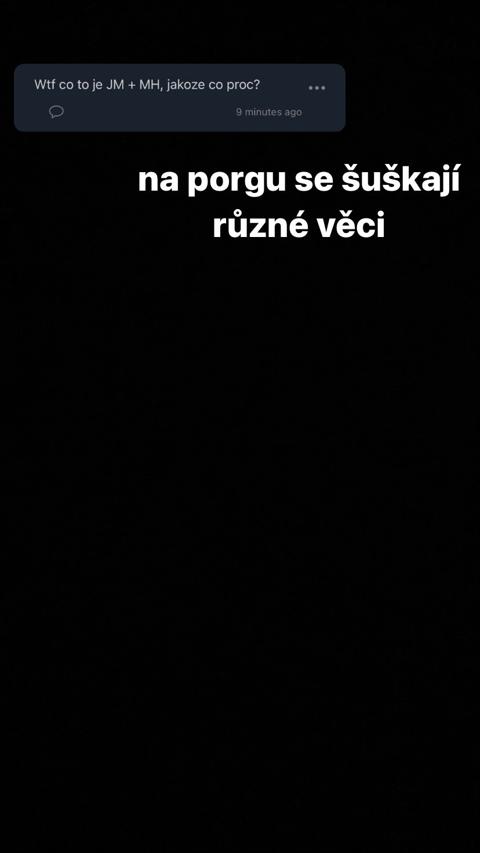 Wtf co to je JM + MH, jakoze co proc?
9 minutes ago
na porgu se šuškají
různé věci